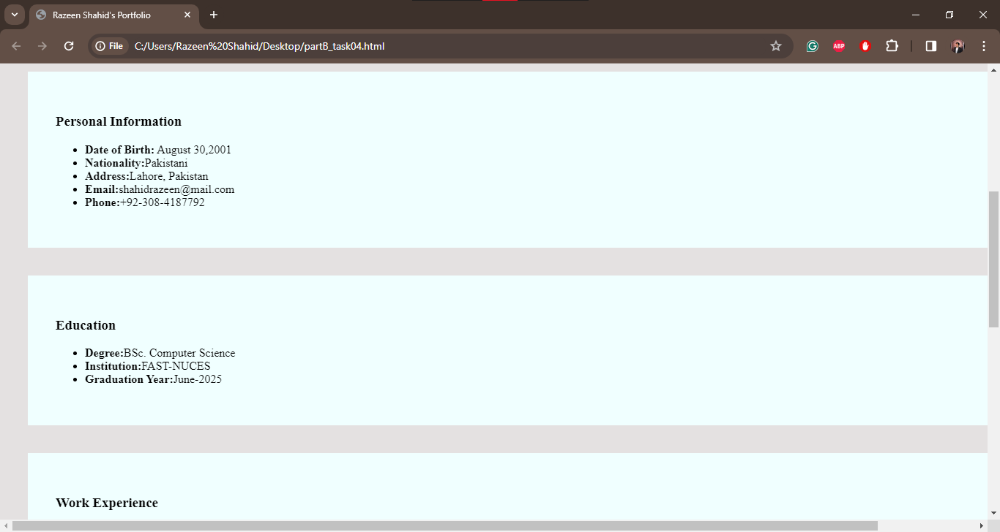 Razeen Shahid's Portfolio
File C:/Users/Razeen%20Shahid/Desktop/partB_task04.html
ABP
Personal Information
Date of Birth: August 30,2001
Nationality:Pakistani
Address:Lahore, Pakistan
Email:shahidrazeen@mail.com
Phone:+92-308-4187792
Education
Degree:BSc. Computer Science
Institution:FAST-NUCES
Graduation Year:June-2025
Work Experience